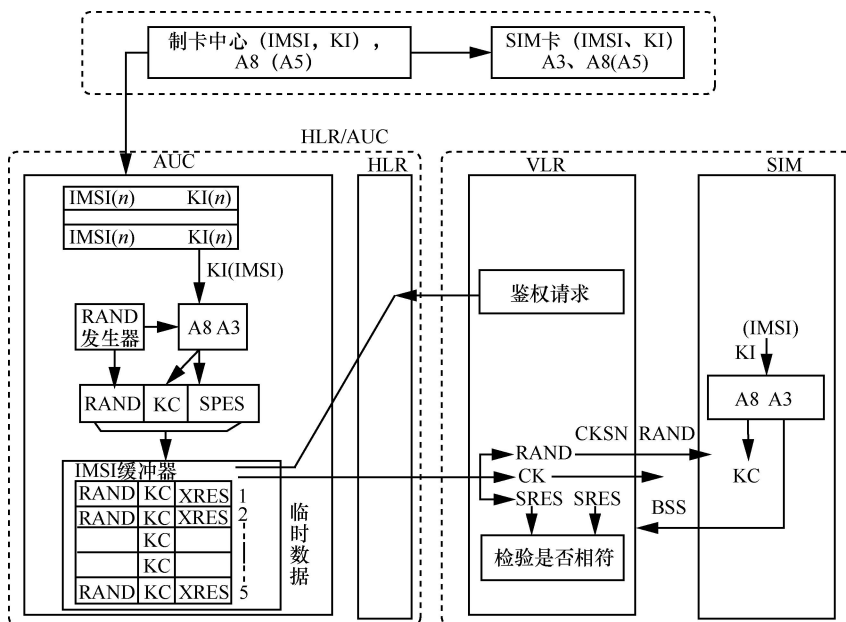 制卡中心（IMSI，KI），
A8（A5）
SIM卡（IMSI、KI）
A3、A8(A5)
HLR/AUC
AUC
HLR
VLR
SIM
IMSI(n) KI(n)
IMSI(n) KI(n)
KI(IMSI)
RAND
发生器
A8 A3
RAND KC SPES
IMSI缓冲器
RAND KC XRES 1
RAND KC XRES 2
KC
KC
RAND KC XRES 5
临时数据
鉴权请求
RAND
CK
SRES SRES
检验是否相符
CKSN RAND
BSS
(IMSI)
KI
A8 A3
KC